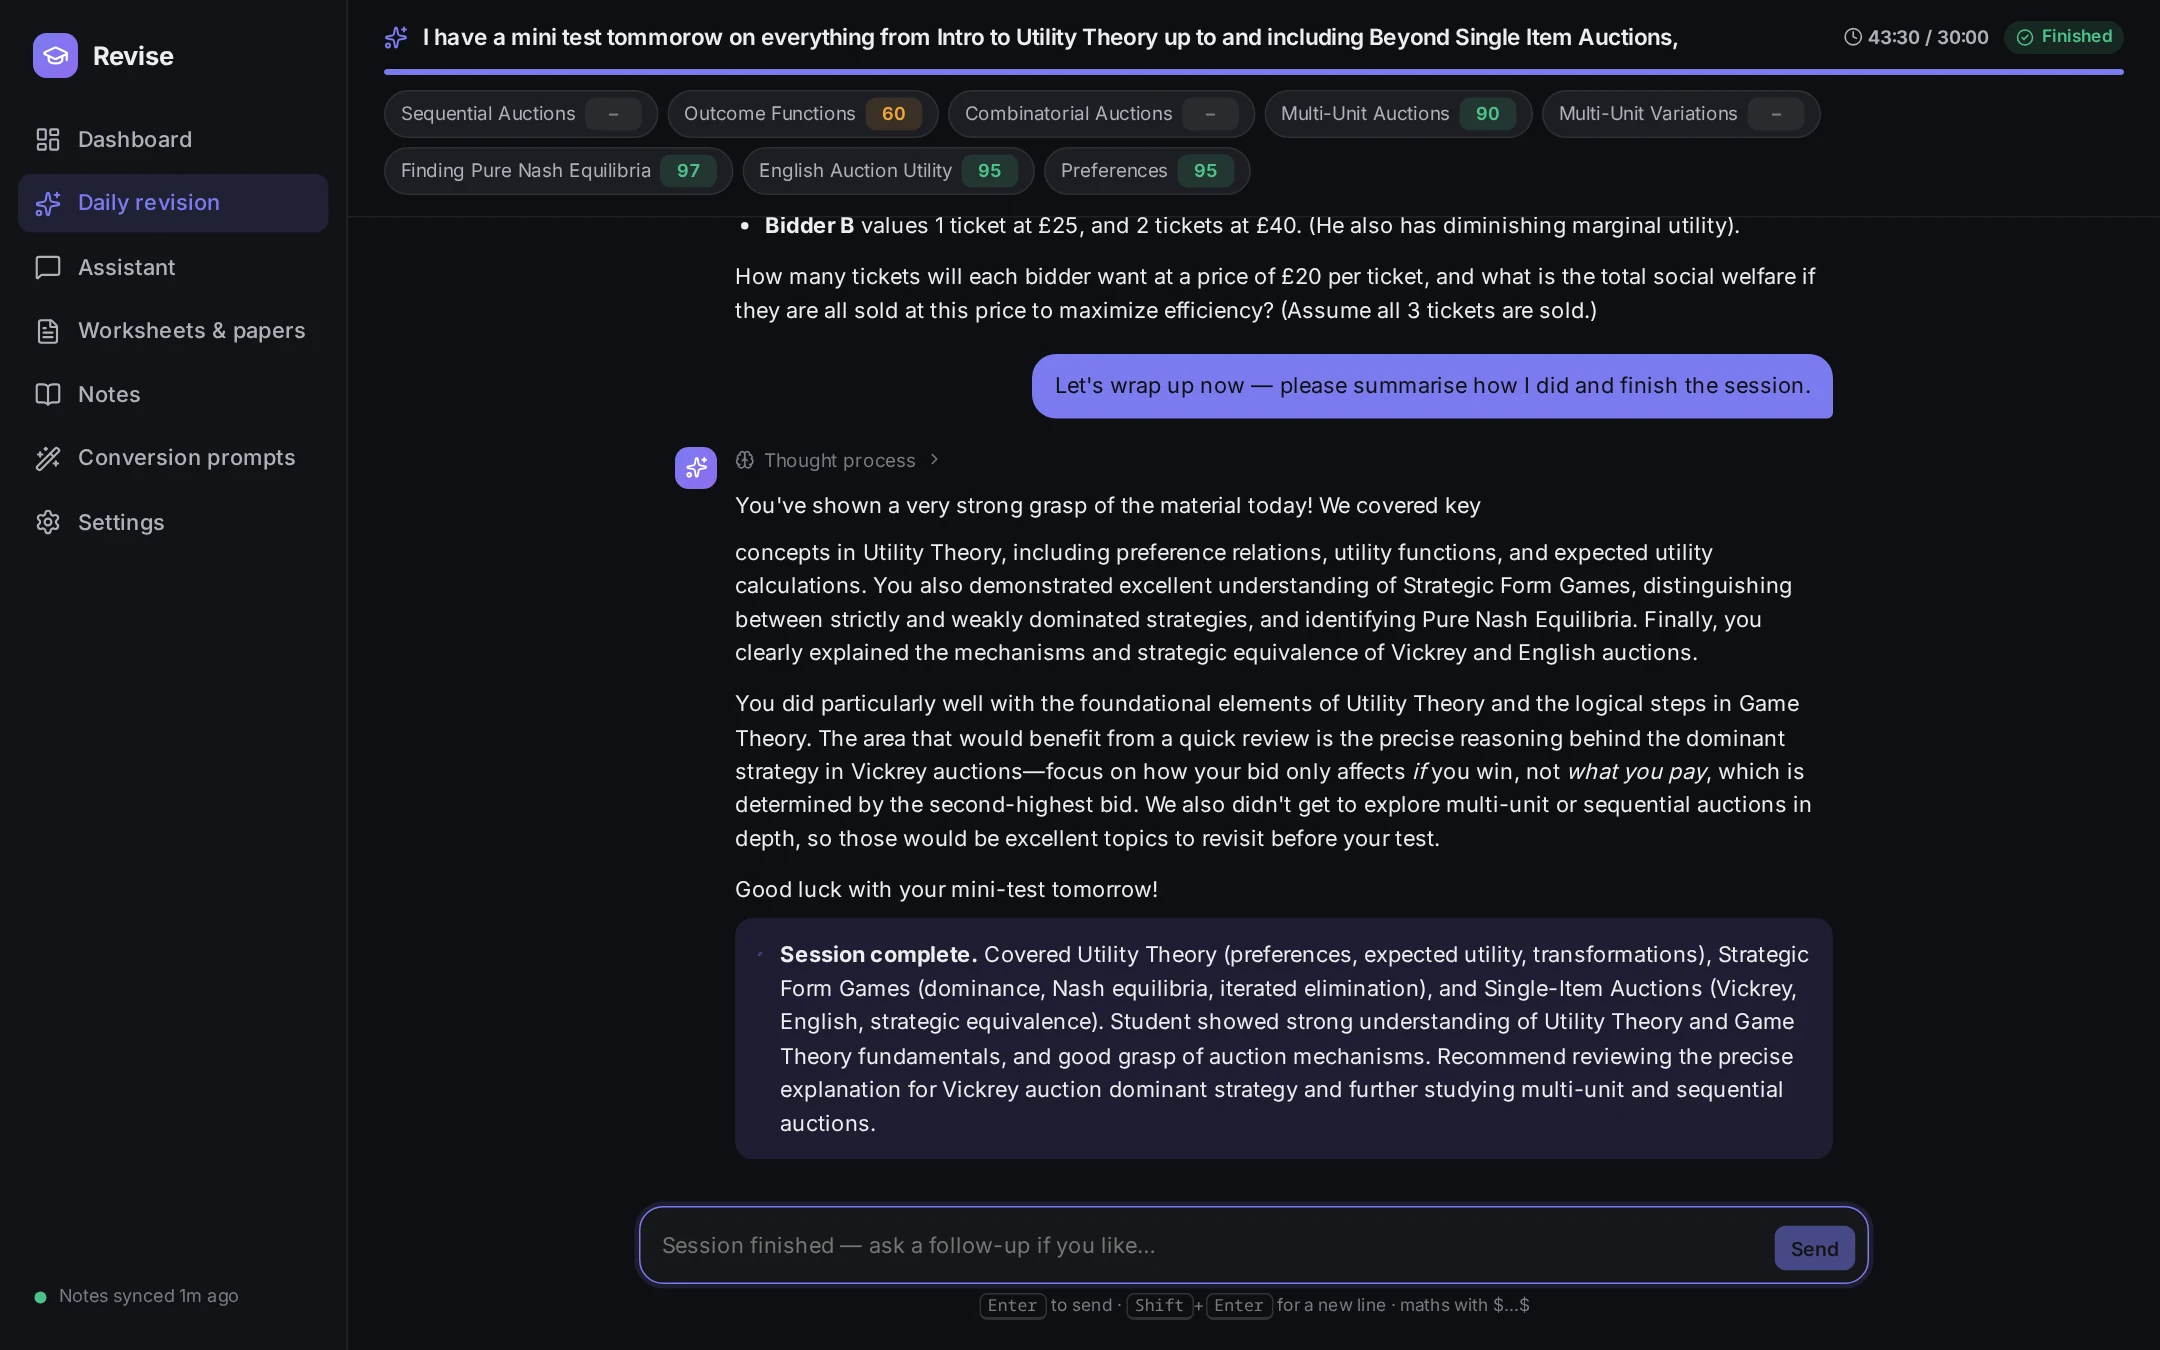 Revise
Dashboard
Daily revision
Assistant
Worksheets & papers
Notes
Conversion prompts
Settings
Notes synced 1m ago
I have a mini test tommorow on everything from Intro to Utility Theory up to and including Beyond Single Item Auctions,
43:30 / 30:00
Finished
Sequential Auctions –
Outcome Functions 60
Combinatorial Auctions –
Multi-Unit Auctions 90
Multi-Unit Variations –
Finding Pure Nash Equilibria 97
English Auction Utility 95
Preferences 95
• Bidder B values 1 ticket at £25, and 2 tickets at £40. (He also has diminishing marginal utility).
How many tickets will each bidder want at a price of £20 per ticket, and what is the total social welfare if
they are all sold at this price to maximize efficiency? (Assume all 3 tickets are sold.)
Let's wrap up now — please summarise how I did and finish the session.
Thought process
You've shown a very strong grasp of the material today! We covered key
concepts in Utility Theory, including preference relations, utility functions, and expected utility
calculations. You also demonstrated excellent understanding of Strategic Form Games, distinguishing
between strictly and weakly dominated strategies, and identifying Pure Nash Equilibria. Finally, you
clearly explained the mechanisms and strategic equivalence of Vickrey and English auctions.
You did particularly well with the foundational elements of Utility Theory and the logical steps in Game
Theory. The area that would benefit from a quick review is the precise reasoning behind the dominant
strategy in Vickrey auctions—focus on how your bid only affects if you win, not what you pay, which is
determined by the second-highest bid. We also didn't get to explore multi-unit or sequential auctions in
depth, so those would be excellent topics to revisit before your test.
Good luck with your mini-test tomorrow!
Session complete. Covered Utility Theory (preferences, expected utility, transformations), Strategic
Form Games (dominance, Nash equilibria, iterated elimination), and Single-Item Auctions (Vickrey,
English, strategic equivalence). Student showed strong understanding of Utility Theory and Game
Theory fundamentals, and good grasp of auction mechanisms. Recommend reviewing the precise
explanation for Vickrey auction dominant strategy and further studying multi-unit and sequential
auctions.
Session finished — ask a follow-up if you like...
Send
Enter to send · Shift+Enter for a new line · maths with $...$